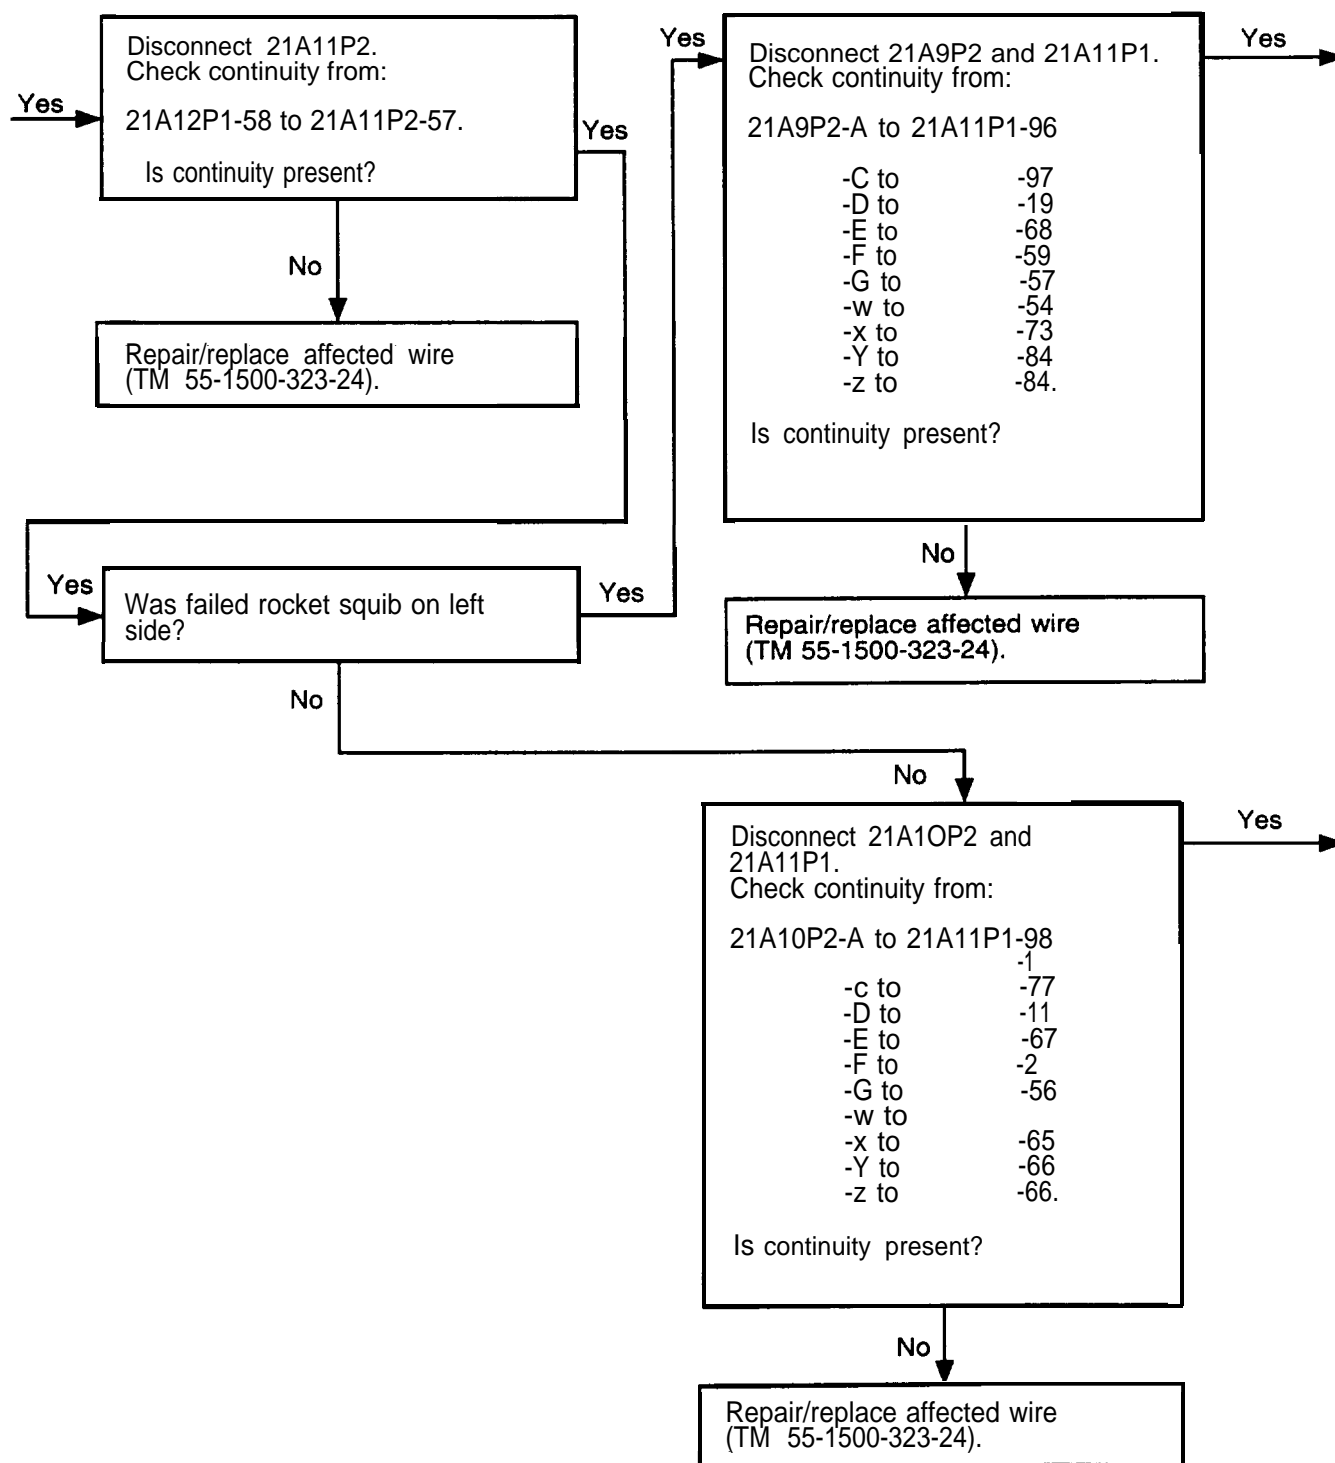 Yes
Disconnect 21A11P2.
Check continuity from:
21A12P1-58 to 21A11P2-57.
Is continuity present?
Yes
No
Repair/replace affected wire
(TM 55-1500-323-24).
Yes
Was failed rocket squib on left
side?
Yes
No
Yes
Disconnect 21A9P2 and 21A11P1.
Check continuity from:
21A9P2-A to 21A11P1-96
-C to -97
-D to -19
-E to -68
-F to -59
-G to -57
-w to -54
-x to -73
-Y to -84
-z to -84.
Is continuity present?
Yes
No
Repair/replace affected wire
(TM 55-1500-323-24).
No
Disconnect 21A1OP2 and
21A11P1.
Check continuity from:
21A10P2-A to 21A11P1-98
-1
-c to -77
-D to -11
-E to -67
-F to -2
-G to -56
-w to
-x to -65
-Y to -66
-z to -66.
Is continuity present?
Yes
No
Repair/replace affected wire
(TM 55-1500-323-24).